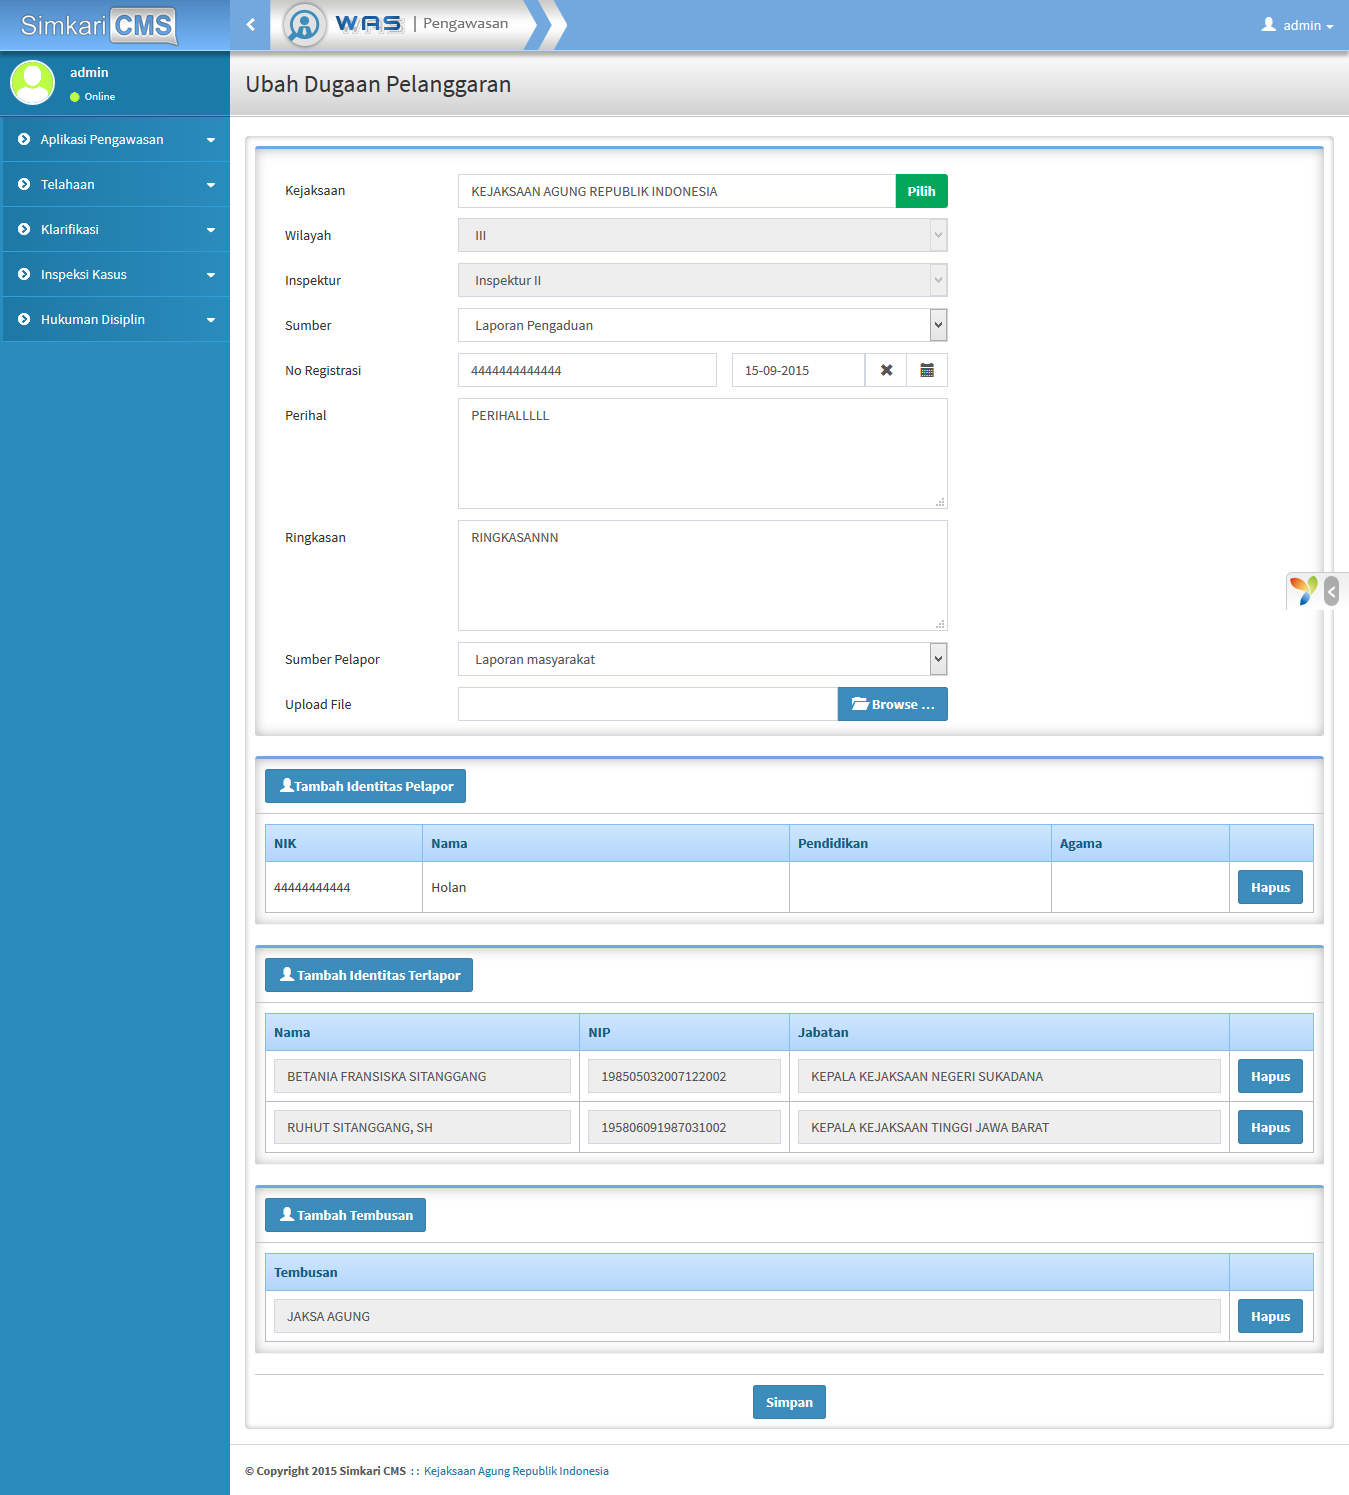 Simkari CMS
WAS | Pengawasan
admin
admin
Online
Ubah Dugaan Pelanggaran
Aplikasi Pengawasan
Telahaan
Klarifikasi
Inspeksi Kasus
Hukuman Disiplin
Kejaksaan KEJAKSAAN AGUNG REPUBLIK INDONESIA Pilih
Wilayah III
Inspektur Inspektur II
Sumber Laporan Pengaduan
No Registrasi 4444444444444 15-09-2015
Perihal PERIHALLLLL
Ringkasan RINGKASANNN
Sumber Pelapor Laporan masyarakat
Upload File Browse ...
Tambah Identitas Pelapor
NIK Nama Pendidikan Agama
44444444444 Holan Hapus
Tambah Identitas Terlapor
Nama NIP Jabatan
BETANIA FRANSISKA SITANGGANG 198505032007122002 KEPALA KEJAKSAAN NEGERI SUKADANA Hapus
RUHUT SITANGGANG, SH 195806091987031002 KEPALA KEJAKSAAN TINGGI JAWA BARAT Hapus
Tambah Tembusan
Tembusan
JAKSA AGUNG Hapus
Simpan
© Copyright 2015 Simkari CMS :: Kejaksaan Agung Republik Indonesia